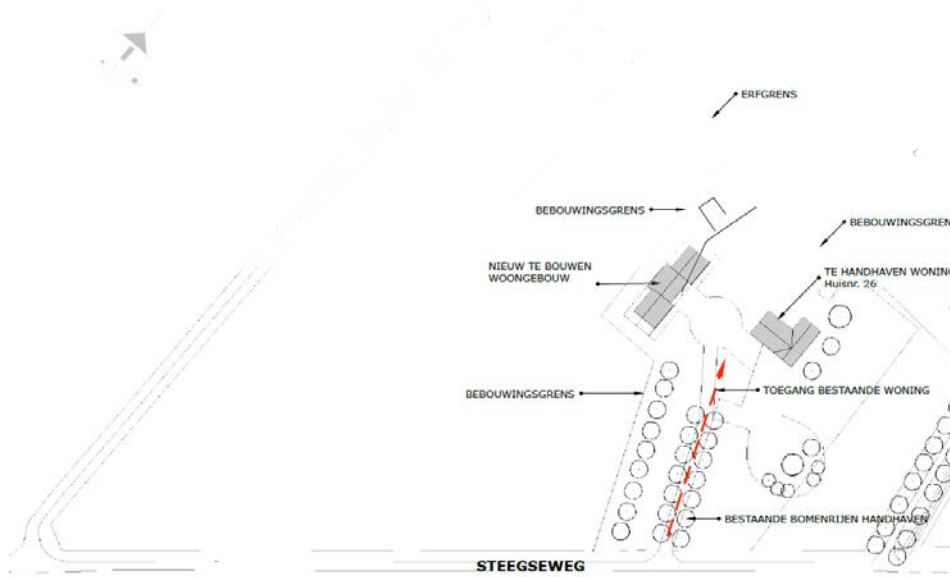 ERFGRENS
BEBOUWINGSGRENS
BEBOUWINGSGREN
NIEUW TE BOUWEN
WOONGEBOUW
TE HANDHAVEN WONING
Huisnr. 26
BEBOUWINGSGRENS
TOEGANG BESTAANDE WONING
BESTAANDE BOMENRIJEN HANDHAVEN
STEEGSEWEG